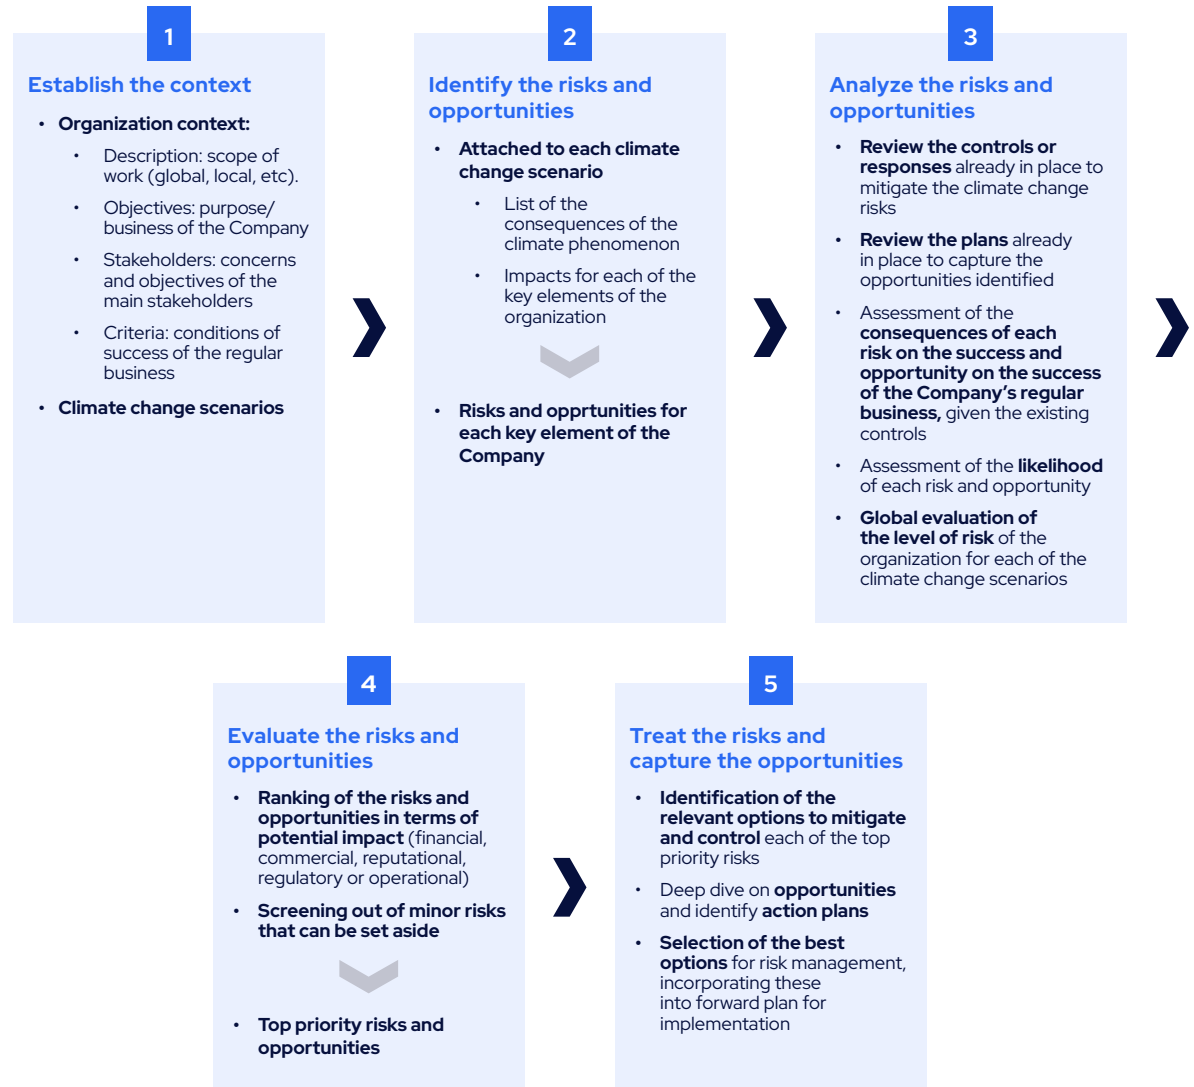 1
Establish the context
• Organization context:
• Description: scope of
work (global, local, etc).
• Objectives: purpose/
business of the Company
• Stakeholders: concerns
and objectives of the
main stakeholders
• Criteria: conditions of
success of the regular
business
• Climate change scenarios
2
Identify the risks and
opportunities
• Attached to each climate
change scenario
• List of the
consequences of the
climate phenomenon
• Impacts for each of the
key elements of the
organization
• Risks and opprtunities for
each key element of the
Company
3
Analyze the risks and
opportunities
• Review the controls or
responses already in place to
mitigate the climate change
risks
• Review the plans already
in place to capture the
opportunities identified
• Assessment of the
consequences of each
risk on the success and
opportunity on the success
of the Company's regular
business, given the existing
controls
• Assessment of the likelihood
of each risk and opportunity
• Global evaluation of
the level of risk of the
organization for each of the
climate change scenarios
4
Evaluate the risks and
opportunities
• Ranking of the risks and
opportunities in terms of
potential impact (financial,
commercial, reputational,
regulatory or operational)
• Screening out of minor risks
that can be set aside
• Top priority risks and
opportunities
5
Treat the risks and
capture the opportunities
• Identification of the
relevant options to mitigate
and control each of the top
priority risks
• Deep dive on opportunities
and identify action plans
• Selection of the best
options for risk management,
incorporating these
into forward plan for
implementation